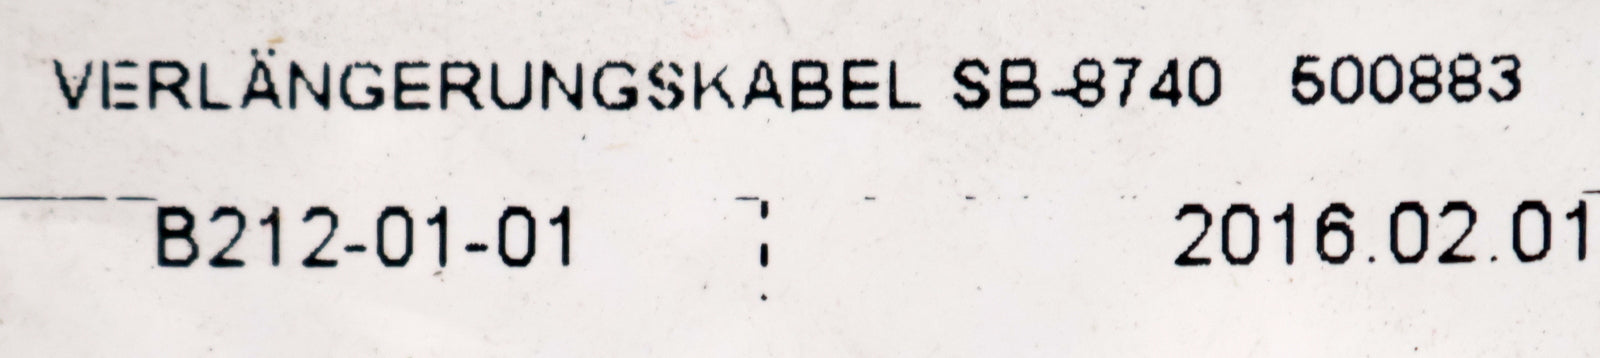 VERLÄNGERUNGSKABEL SB-8740 500883
B212-01-01 2016.02.01